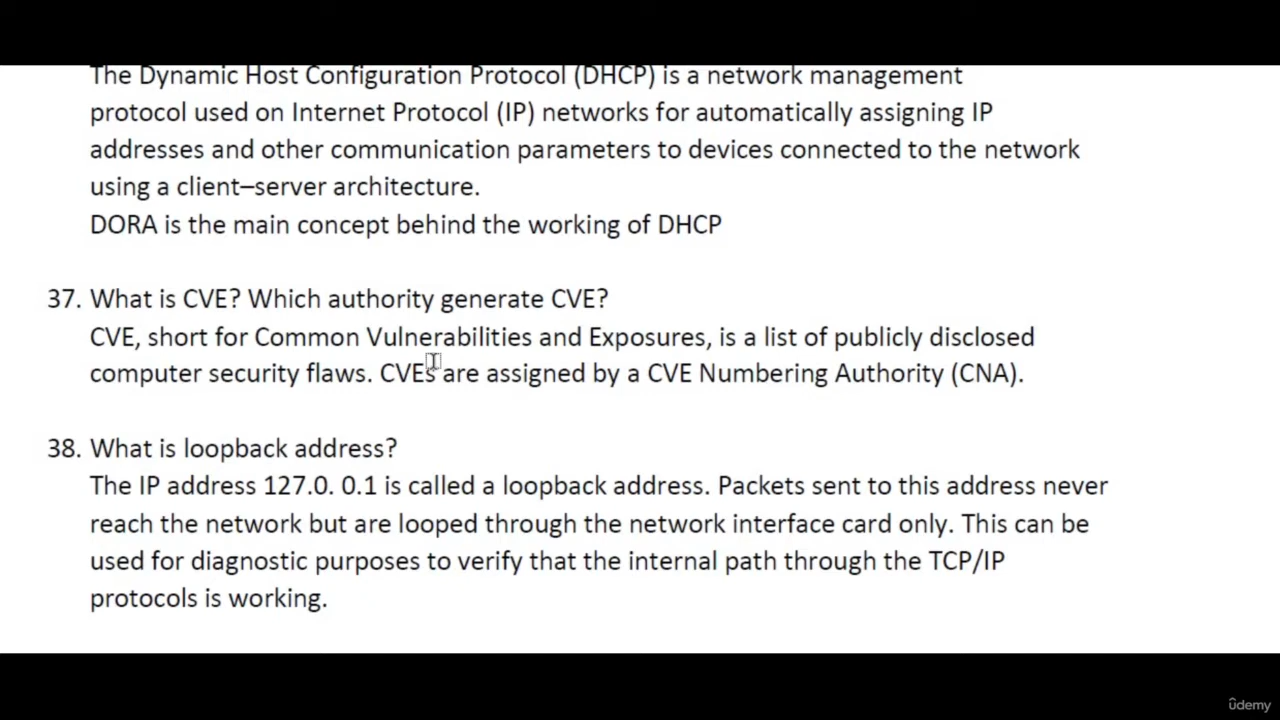 The Dynamic Host Configuration Protocol (DHCP) is a network management
protocol used on Internet Protocol (IP) networks for automatically assigning IP
addresses and other communication parameters to devices connected to the network
using a client–server architecture.
DORA is the main concept behind the working of DHCP
37. What is CVE? Which authority generate CVE?
CVE, short for Common Vulnerabilities and Exposures, is a list of publicly disclosed
computer security flaws. CVEs are assigned by a CVE Numbering Authority (CNA).
38. What is loopback address?
The IP address 127.0. 0.1 is called a loopback address. Packets sent to this address never
reach the network but are looped through the network interface card only. This can be
used for diagnostic purposes to verify that the internal path through the TCP/IP
protocols is working.
ûdemy